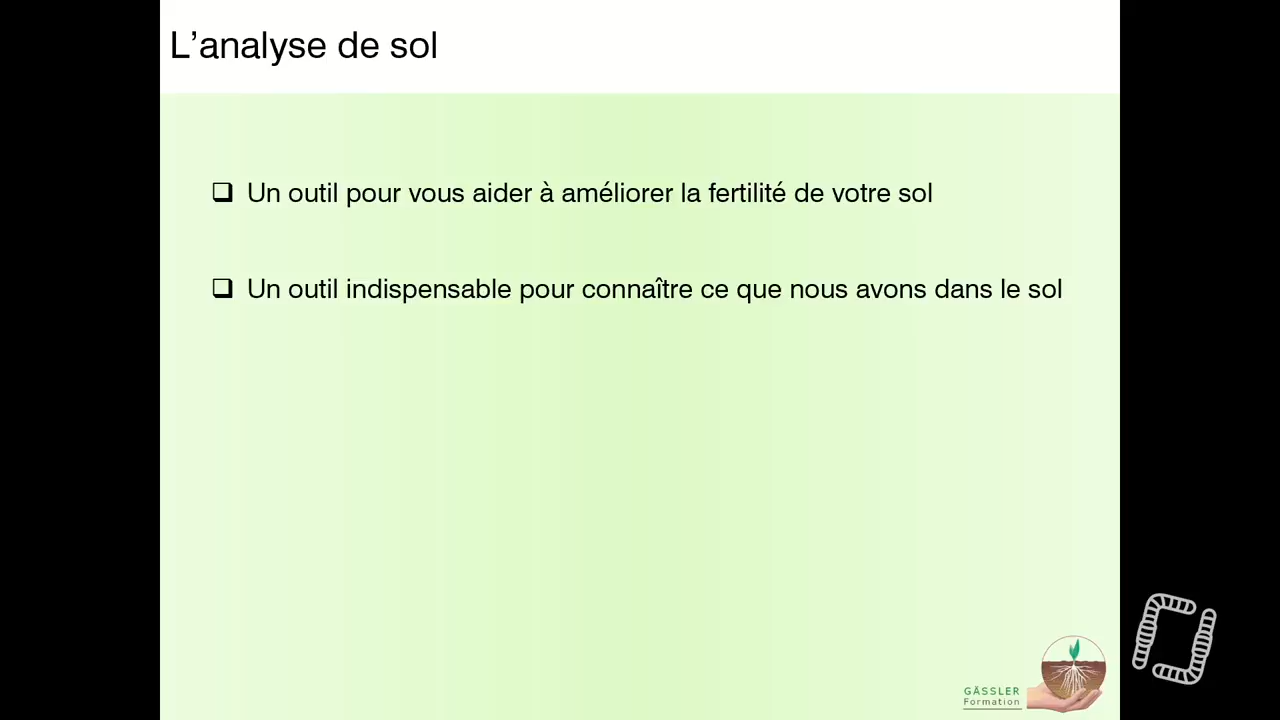 L’analyse de sol
❑ Un outil pour vous aider à améliorer la fertilité de votre sol
❑ Un outil indispensable pour connaître ce que nous avons dans le sol
GÄSSLER
Formation